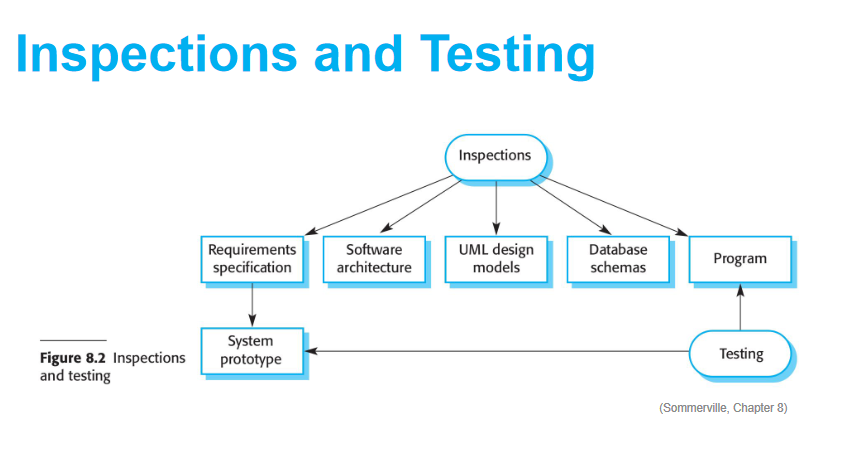 Inspections and Testing
Inspections
Requirements
specification
Software
architecture
UML design
models
Database
schemas
Program
System
prototype
Testing
Figure 8.2 Inspections
and testing
(Sommerville, Chapter 8)